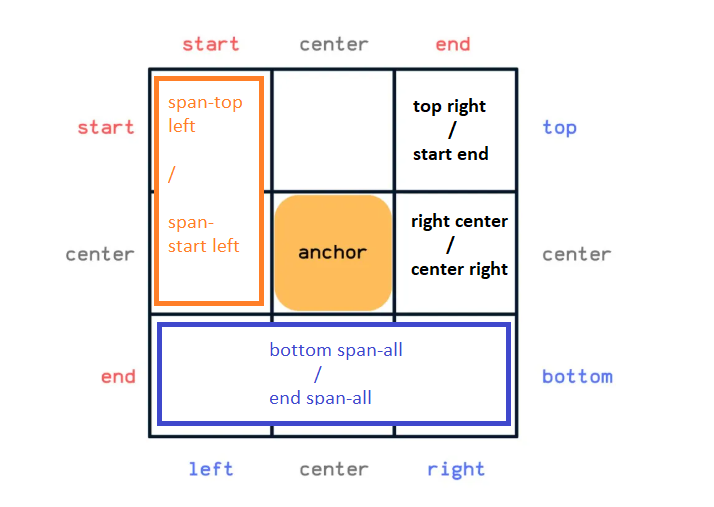 start center end
start
span-top
left
/
span-
start left
top right
/
start end
top
center
anchor
right center
/
center right
center
end
bottom span-all
/
end span-all
bottom
left center right